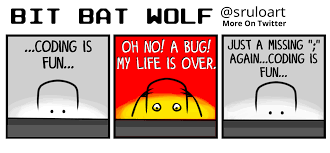 BIT BAT WOLF
@sruloart
More On Twitter
...CODING IS
FUN...
OH NO! A BUG!
MY LIFE IS OVER.
JUST A MISSING ";"
AGAIN...CODING IS
FUN...